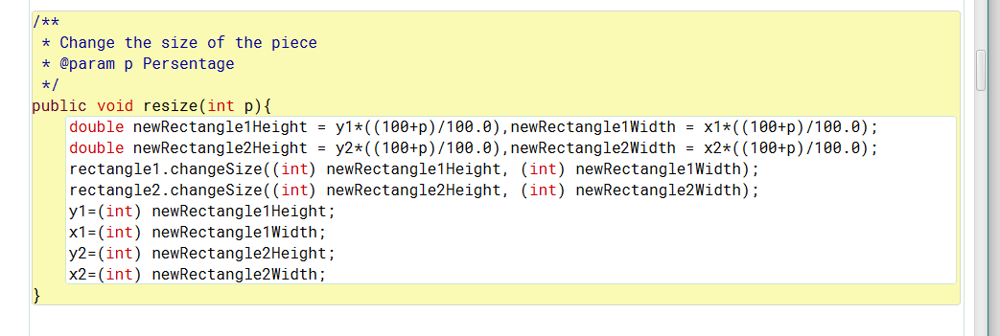 /**
 * Change the size of the piece
 * @param p Persentage
 */
public void resize(int p){
    double newRectangle1Height = y1*((100+p)/100.0),newRectangle1Width = x1*((100+p)/100.0);
    double newRectangle2Height = y2*((100+p)/100.0),newRectangle2Width = x2*((100+p)/100.0);
    rectangle1.changeSize((int) newRectangle1Height, (int) newRectangle1Width);
    rectangle2.changeSize((int) newRectangle2Height, (int) newRectangle2Width);
    y1=(int) newRectangle1Height;
    x1=(int) newRectangle1Width;
    y2=(int) newRectangle2Height;
    x2=(int) newRectangle2Width;
}